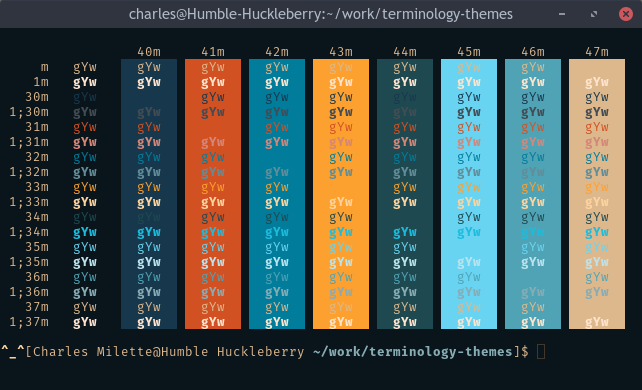 charles@Humble-Huckleberry:~/work/terminology-themes
40m 41m 42m 43m 44m 45m 46m 47m
m gYw gYw gYw gYw gYw gYw gYw gYw
1m gYw gYw gYw gYw gYw gYw gYw gYw gYw
30m gYw gYw gYw gYw gYw gYw gYw gYw
1;30m gYw gYw gYw gYw gYw gYw gYw gYw gYw
31m gYw gYw gYw gYw gYw gYw gYw gYw
1;31m gYw gYw gYw gYw gYw gYw gYw gYw gYw
32m gYw gYw gYw gYw gYw gYw gYw gYw
1;32m gYw gYw gYw gYw gYw gYw gYw gYw gYw
33m gYw gYw gYw gYw gYw gYw gYw gYw
1;33m gYw gYw gYw gYw gYw gYw gYw gYw gYw
34m gYw gYw gYw gYw gYw gYw gYw gYw
1;34m gYw gYw gYw gYw gYw gYw gYw gYw gYw
35m gYw gYw gYw gYw gYw gYw gYw gYw
1;35m gYw gYw gYw gYw gYw gYw gYw gYw gYw
36m gYw gYw gYw gYw gYw gYw gYw gYw
1;36m gYw gYw gYw gYw gYw gYw gYw gYw gYw
37m gYw gYw gYw gYw gYw gYw gYw gYw
1;37m gYw gYw gYw gYw gYw gYw gYw gYw gYw
^_^[Charles Milette@Humble Huckleberry ~/work/terminology-themes]$